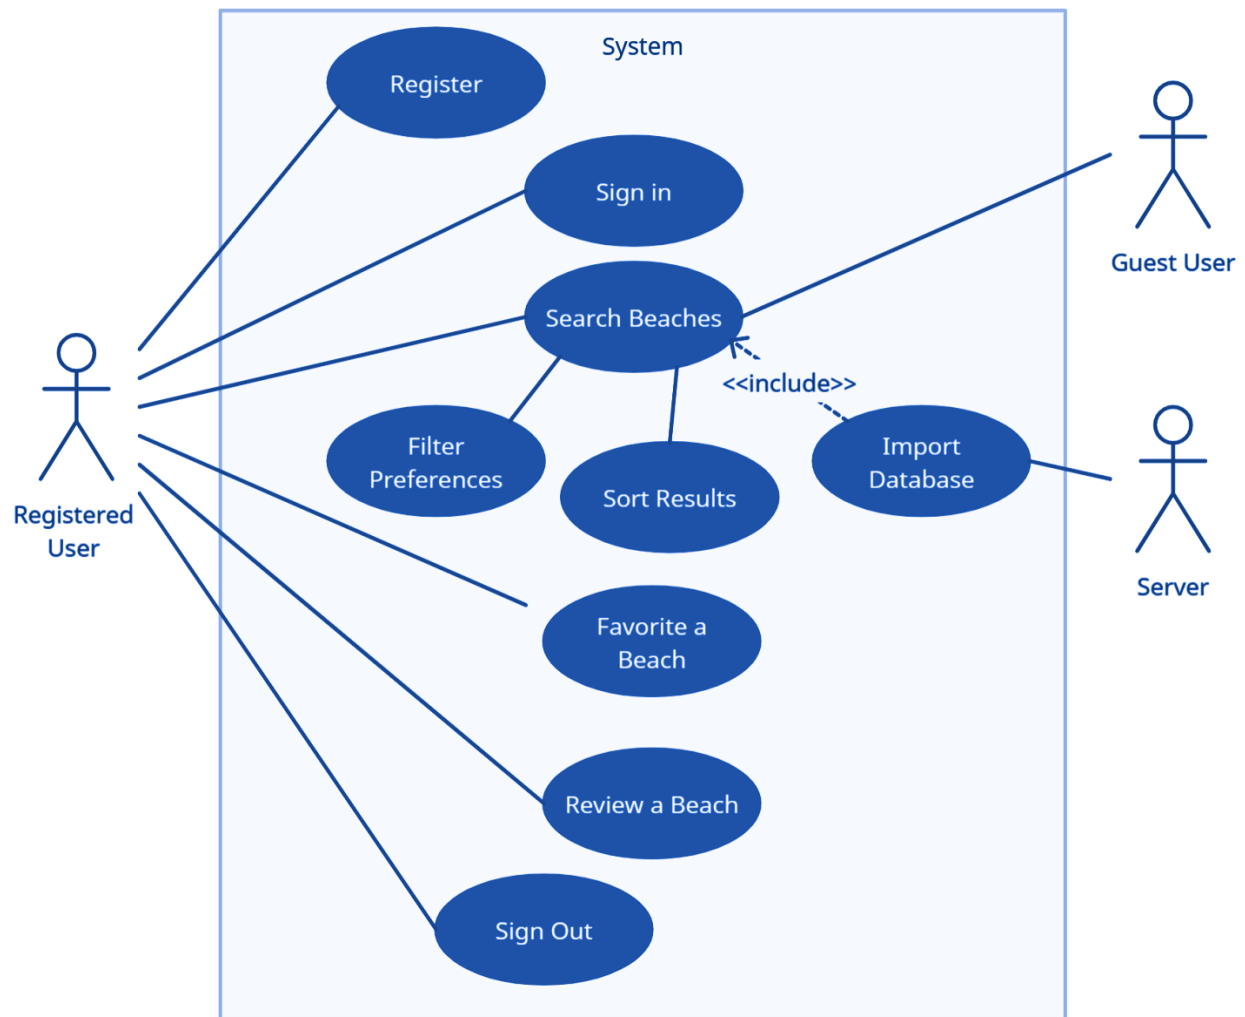 System
Register
Sign in
Guest User
Search Beaches
<<include>>
Filter
Preferences
Sort Results
Import
Database
Registered
User
Server
Favorite a
Beach
Review a Beach
Sign Out